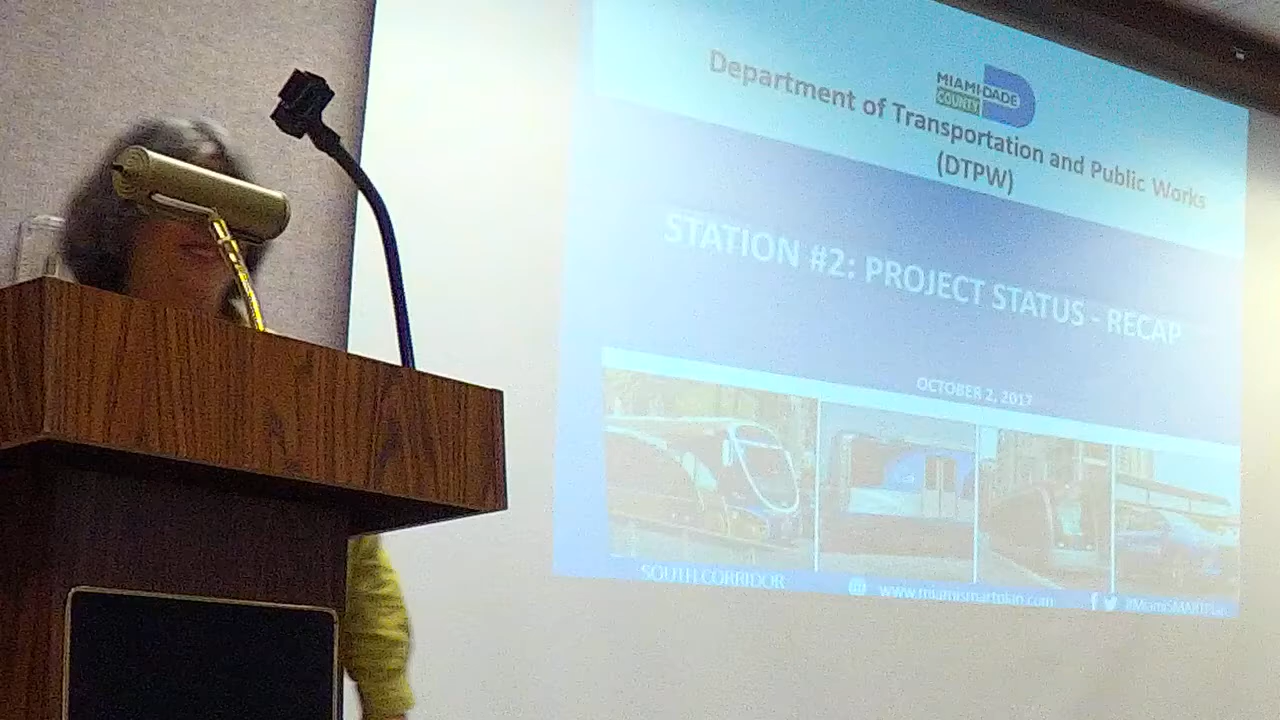 MIAMI-DADE
COUNTY
Department of Transportation and Public Works
(DTPW)
STATION #2: PROJECT STATUS - RECAP
OCTOBER 2, 2017
SOUTH CORRIDOR
www.miamismartplan.com
#MiamiSMARTPlan